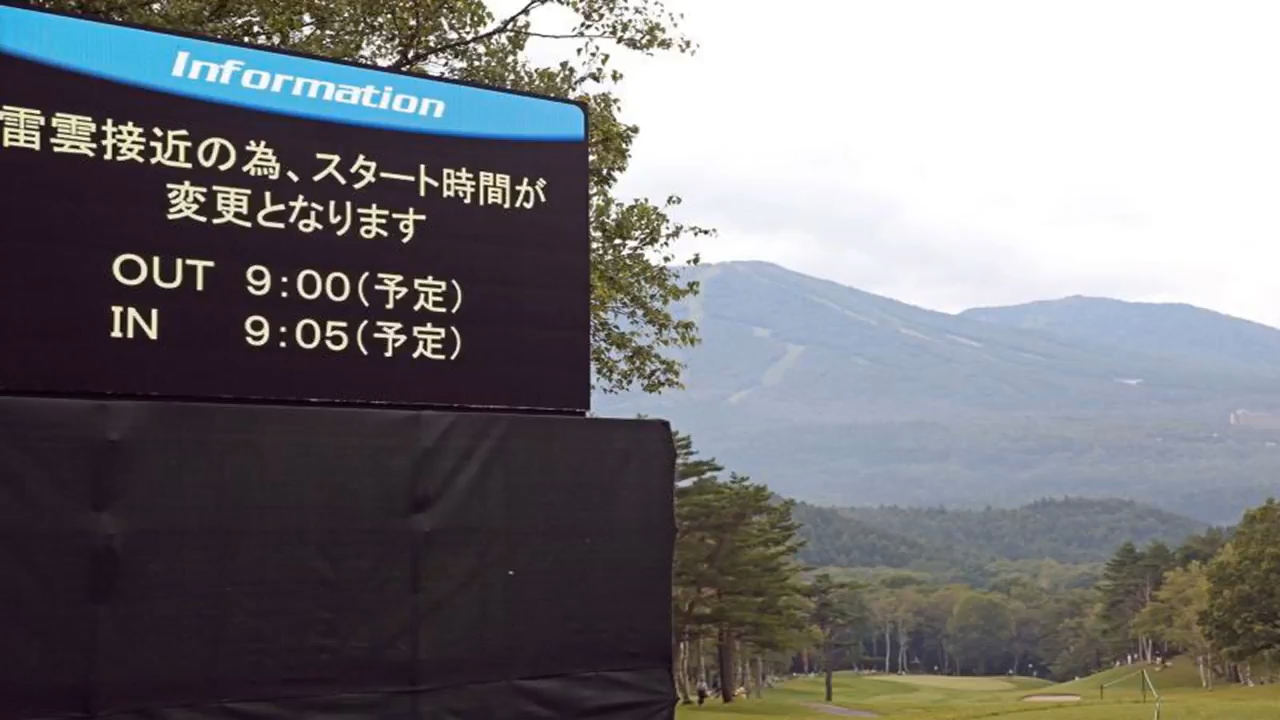 Information
雷雲接近の為、スタート時間が
変更となります
OUT 9:00(予定)
IN 9:05(予定)